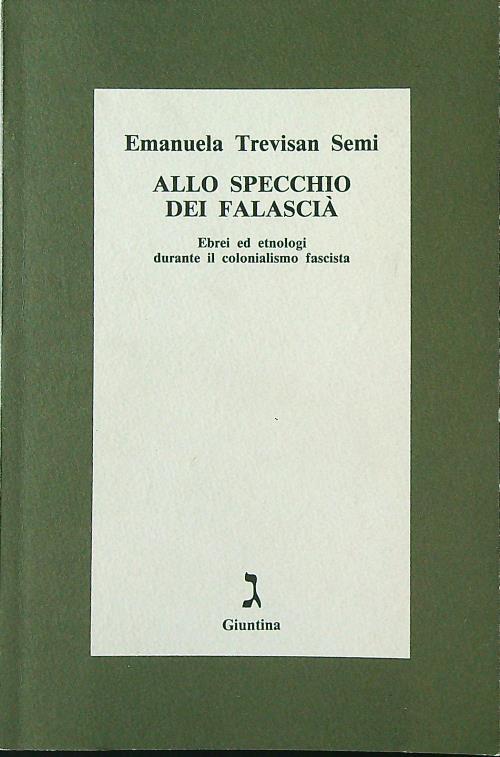 Emanuela Trevisan Semi
ALLO SPECCHIO
DEI FALASCIÀ
Ebrei ed etnologi
durante il colonialismo fascista
ג
Giuntina